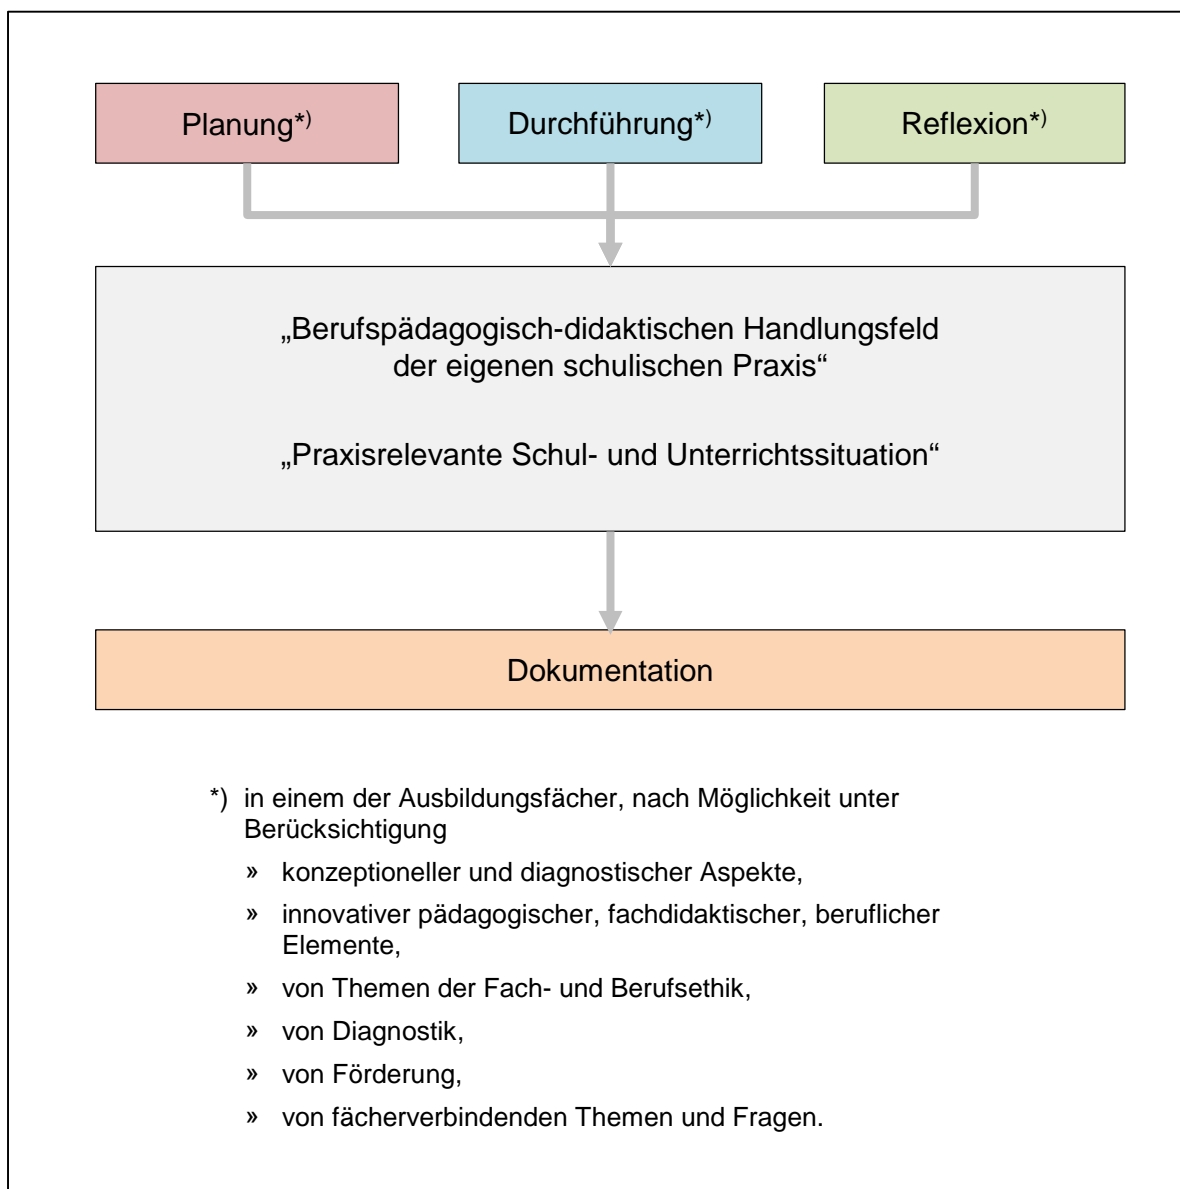 Planung*)
Durchführung*)
Reflexion*)
„Berufspädagogisch-didaktischen Handlungsfeld
der eigenen schulischen Praxis“
„Praxisrelevante Schul- und Unterrichtssituation“
Dokumentation
*) in einem der Ausbildungsfächer, nach Möglichkeit unter
Berücksichtigung
» konzeptioneller und diagnostischer Aspekte,
» innovativer pädagogischer, fachdidaktischer, beruflicher
Elemente,
» von Themen der Fach- und Berufsethik,
» von Diagnostik,
» von Förderung,
» von fächerverbindenden Themen und Fragen.